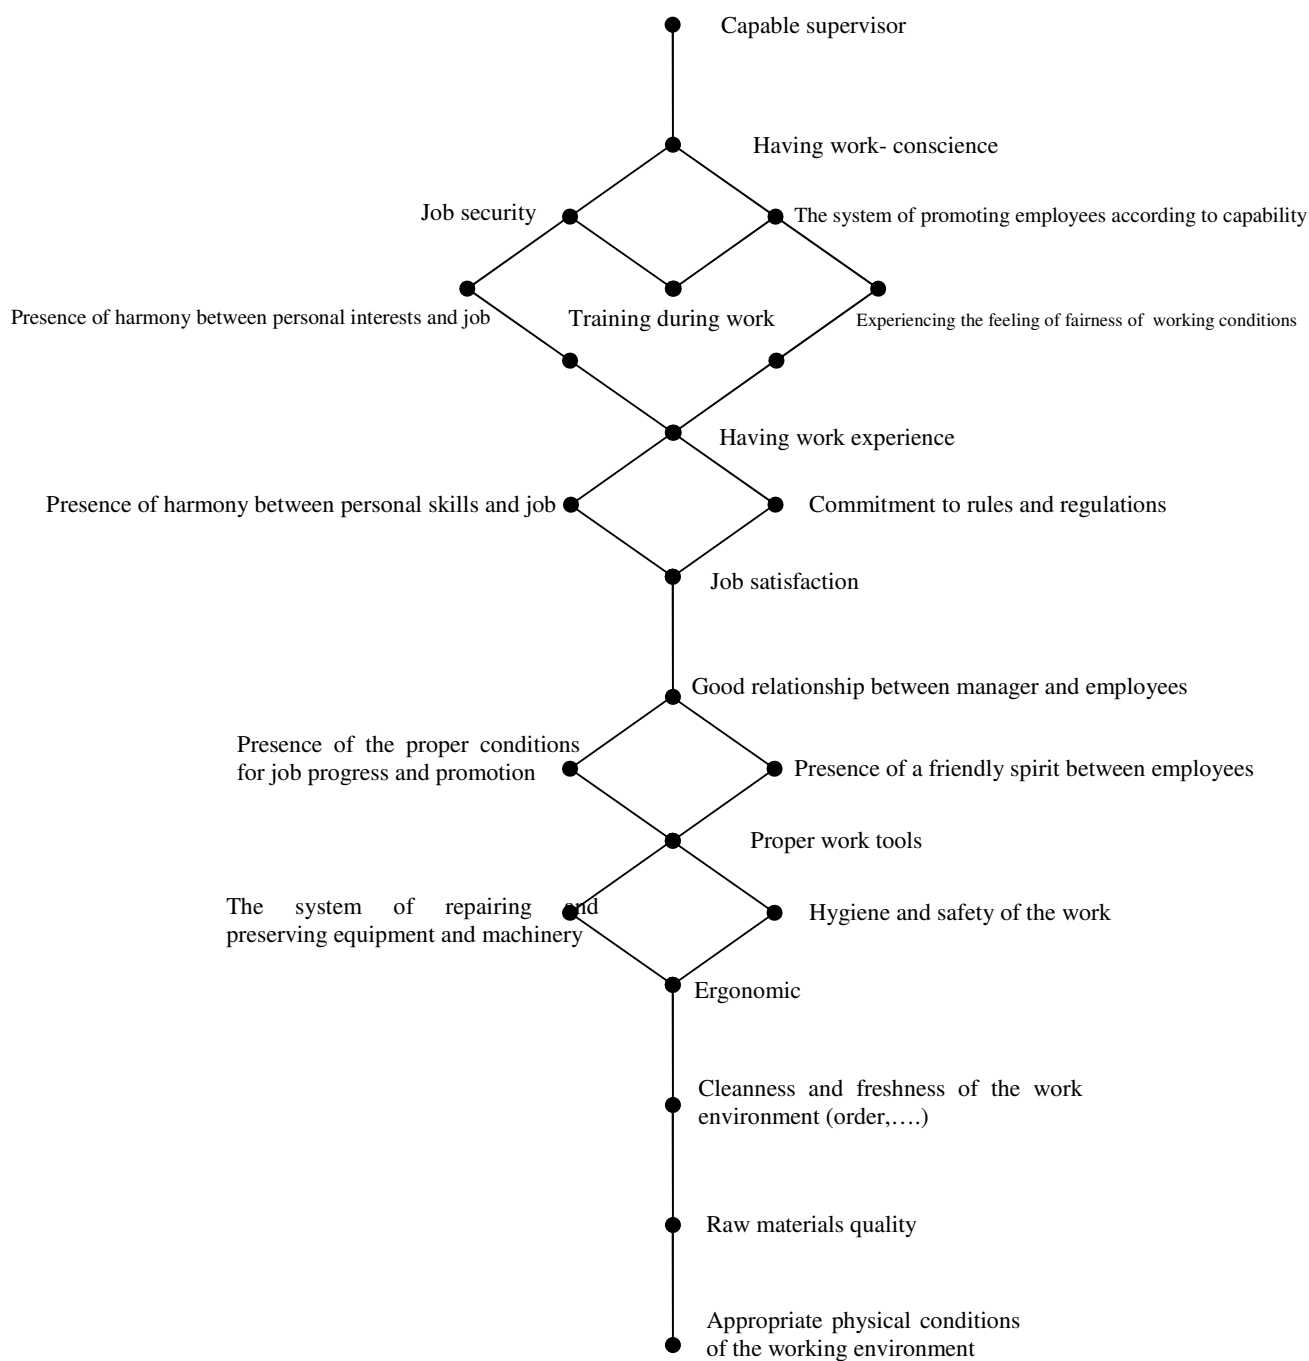 Capable supervisor
Having work- conscience
Job security
The system of promoting employees according to capability
Presence of harmony between personal interests and job
Training during work
Experiencing the feeling of fairness of working conditions
Having work experience
Presence of harmony between personal skills and job
Commitment to rules and regulations
Job satisfaction
Good relationship between manager and employees
Presence of the proper conditions
for job progress and promotion
Presence of a friendly spirit between employees
Proper work tools
The system of repairing and
preserving equipment and machinery
Hygiene and safety of the work
Ergonomic
Cleanness and freshness of the work
environment (order,….)
Raw materials quality
Appropriate physical conditions
of the working environment